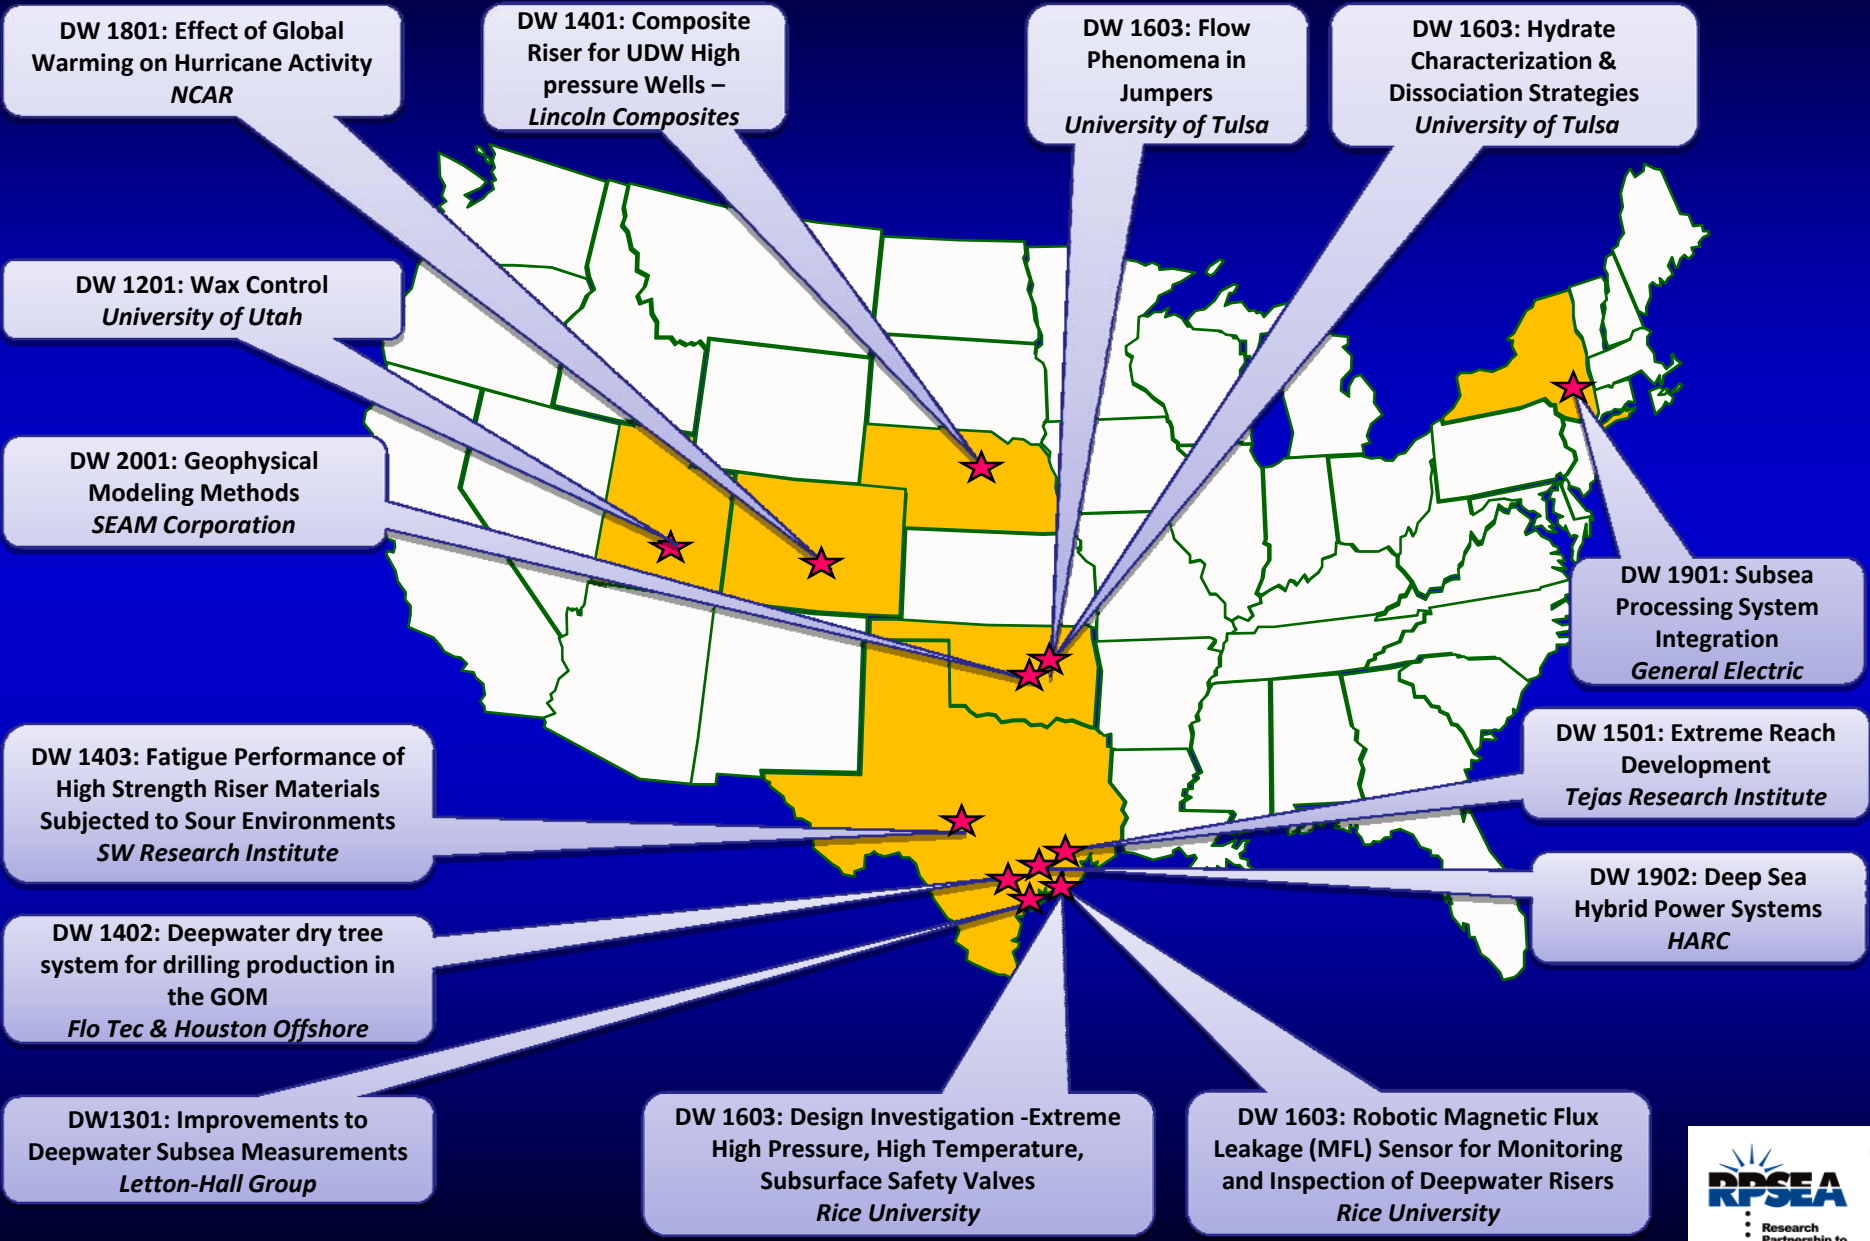 DW 1801: Effect of Global
Warming on Hurricane Activity
NCAR
DW 1401: Composite
Riser for UDW High
pressure Wells –
Lincoln Composites
DW 1603: Flow
Phenomena in
Jumpers
University of Tulsa
DW 1603: Hydrate
Characterization &
Dissociation Strategies
University of Tulsa
DW 1201: Wax Control
University of Utah
DW 2001: Geophysical
Modeling Methods
SEAM Corporation
DW 1901: Subsea
Processing System
Integration
General Electric
DW 1403: Fatigue Performance of
High Strength Riser Materials
Subjected to Sour Environments
SW Research Institute
DW 1501: Extreme Reach
Development
Tejas Research Institute
DW 1902: Deep Sea
Hybrid Power Systems
HARC
DW 1402: Deepwater dry tree
system for drilling production in
the GOM
Flo Tec & Houston Offshore
DW1301: Improvements to
Deepwater Subsea Measurements
Letton-Hall Group
DW 1603: Design Investigation -Extreme
High Pressure, High Temperature,
Subsurface Safety Valves
Rice University
DW 1603: Robotic Magnetic Flux
Leakage (MFL) Sensor for Monitoring
and Inspection of Deepwater Risers
Rice University
RPSEA
Research
Partnership to